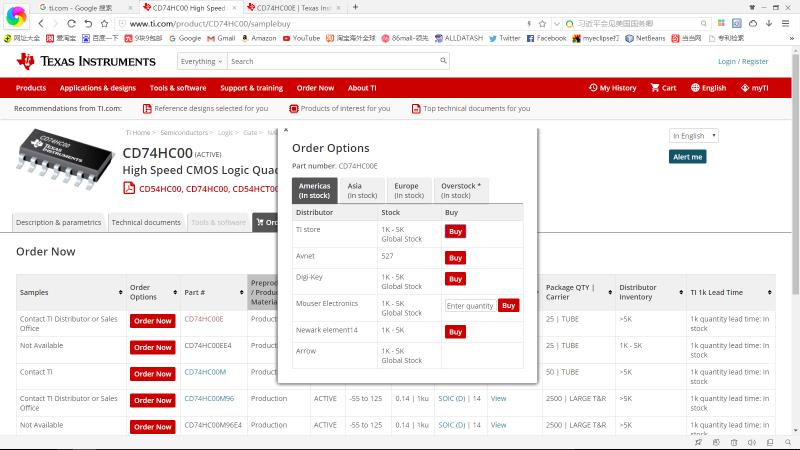 ti.com - Google 搜索
CD74HC00 High Speed
CD74HC00E | Texas Inst
www.ti.com/product/CD74HC00/samplebuy
习近平会见美国国务卿
网址大全
爱淘宝
百度一下
9块9包邮
Google
Gmail
Amazon
YouTube
淘宝海外全球
86mall-领先
ALLDATASH
Twitter
Facebook
myeclipse打
NetBeans
当当网
专利检索
TEXAS INSTRUMENTS
Everything
Search
Login / Register
Products
Applications & designs
Tools & software
Support & training
Order Now
About TI
My History
Cart
English
myTI
Recommendations from TI.com:
Reference designs selected for you
Products of interest for you
Top technical documents for you
TI Home > Semiconductors > Logic > Gate >
In English
Alert me
CD74HC00
TEXAS INSTRUMENTS
CD74HC00 (ACTIVE)
High Speed CMOS Logic Quad
CD54HC00, CD74HC00, CD54HCT00
Description & parametrics
Technical documents
Tools & software
Order Options
Part number: CD74HC00E
Americas (In stock)
Asia (In stock)
Europe (In stock)
Overstock * (In stock)
Distributor Stock Buy
TI store 1K - 5K Global Stock Buy
Avnet 527 Buy
Digi-Key 1K - 5K Global Stock Buy
Mouser Electronics 1K - 5K Global Stock Enter quantity Buy
Newark element14 1K - 5K Buy
Arrow 1K - 5K Global Stock
Order Now
Samples
Order Options
Part #
Package QTY | Carrier
Distributor Inventory
TI 1k Lead Time
Contact TI Distributor or Sales Office Order Now CD74HC00E 25 | TUBE >5K 1k quantity lead time: In stock
Not Available Order Now CD74HC00EE4 25 | TUBE 1K - 5K 1k quantity lead time: In stock
Contact TI Order Now CD74HC00M 50 | TUBE >5K 1k quantity lead time: In stock
Contact TI Distributor or Sales Office Order Now CD74HC00M96 Production ACTIVE -55 to 125 0.14 | 1ku SOIC (D) | 14 View 2500 | LARGE T&R >5K 1k quantity lead time: In stock
Not Available Order Now CD74HC00M96E4 Production ACTIVE -55 to 125 0.14 | 1ku SOIC (D) | 14 View 2500 | LARGE T&R >5K 1k quantity lead time: In stock